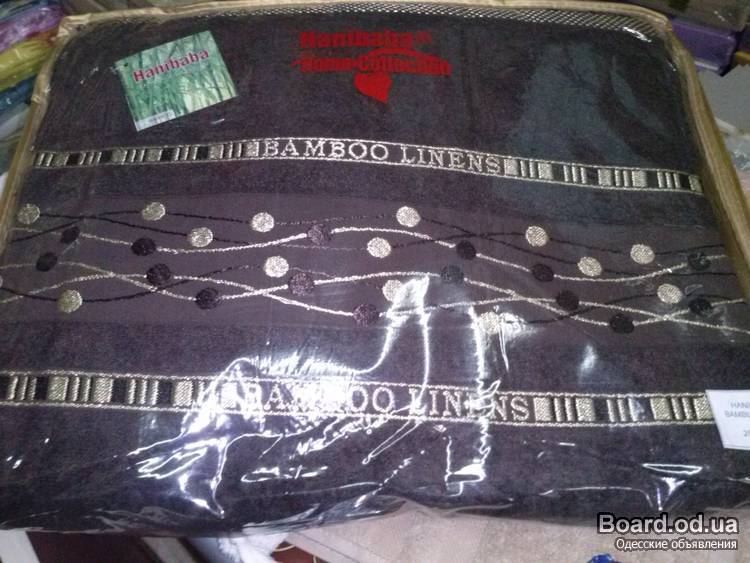 Hanibaba
Hanibaba
Home Collection
BAMBOO LINENS
BAMBOO LINENS
Board.od.ua
Одесские объявления